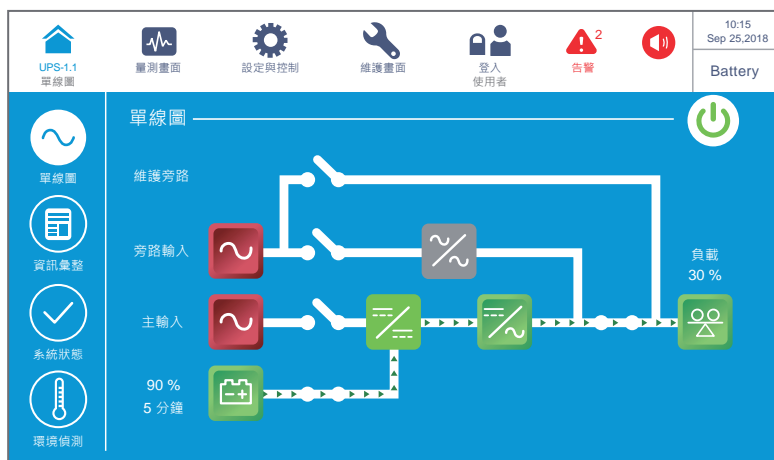 UPS-1.1
單線圖
量測畫面
設定與控制
維護畫面
登入
使用者
2
告警
10:15
Sep 25,2018
Battery
單線圖
資訊彙整
系統狀態
環境偵測
單線圖
維護旁路
旁路輸入
主輸入
90 %
5 分鐘
負載
30 %